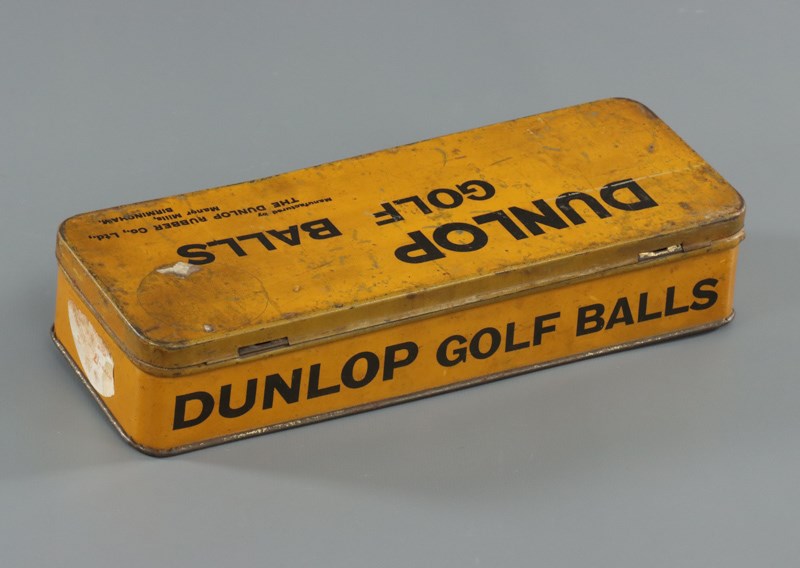 DUNLOP
GOLF BALLS
Manufactured by
THE DUNLOP RUBBER Co., Ltd.,
Manor Mills,
BIRMINGHAM.
DUNLOP GOLF BALLS